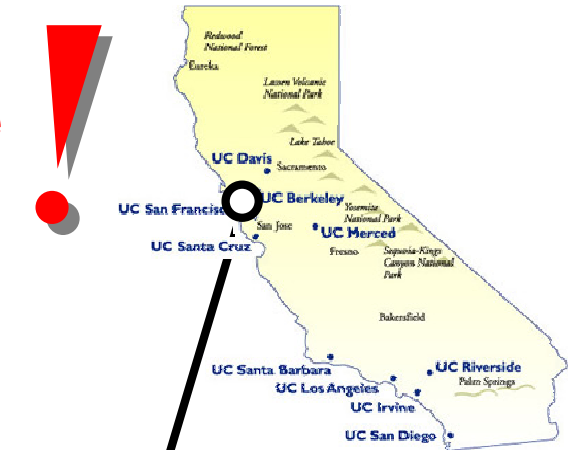 Redwood
National Forest
Eureka
Lassen Volcanic
National Park
Lake Tahoe
UC Davis
Sacramento
UC Berkeley
UC San Francisc
Yosemite
National Park
San Jose
UC Merced
UC Santa Cruz
Fresno
Sequoia-Kings
Canyon National
Park
Bakersfield
UC Santa Barbara
UC Riverside
UC Los Angeles
Palm Springs
UC Irvine
UC San Diego